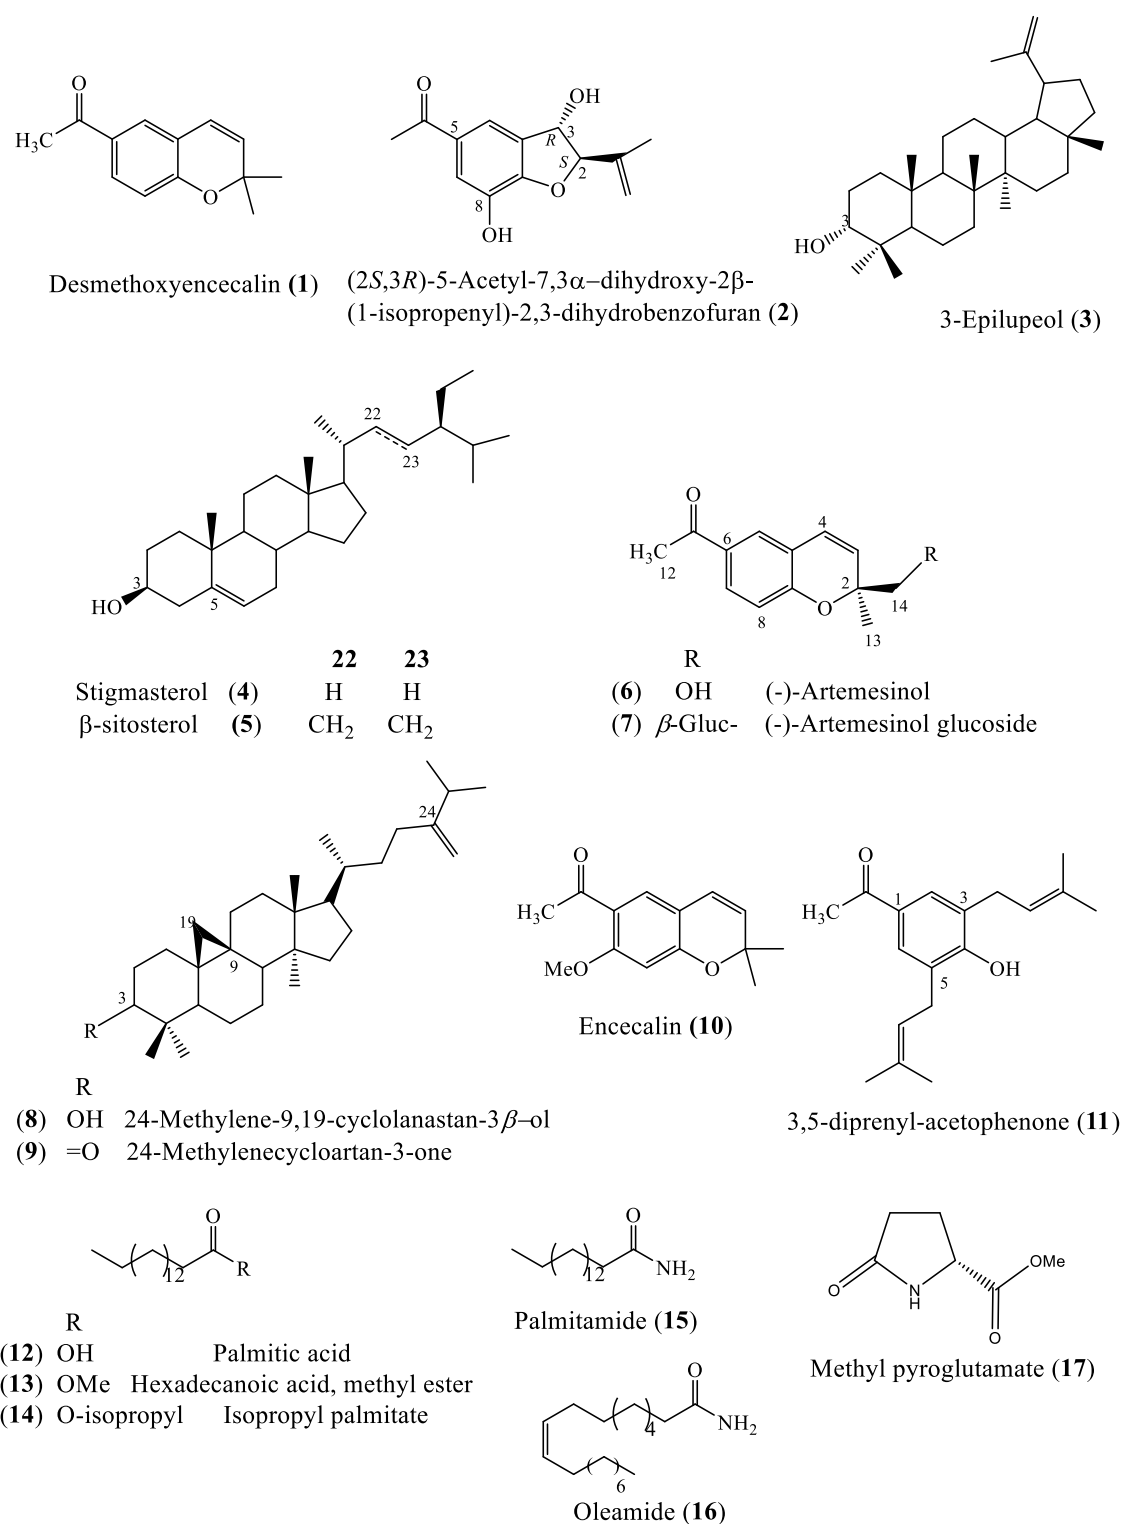 O
H3C
O
Desmethoxyencecalin (1)
O
5
OH
3
R
S
2
O
8
OH
(2S,3R)-5-Acetyl-7,3α–dihydroxy-2β-
(1-isopropenyl)-2,3-dihydrobenzofuran (2)
3
HO
3-Epilupeol (3)
22
23
3
5
HO
22 23
Stigmasterol (4) H H
β-sitosterol (5) CH2 CH2
O
6
4
H3C
12
R
2
14
O
8
13
R
(6) OH (-)-Artemesinol
(7) β-Gluc- (-)-Artemesinol glucoside
24
19
9
3
R
R
(8) OH 24-Methylene-9,19-cyclolanastan-3β–ol
(9) =O 24-Methylenecycloartan-3-one
O
H3C
MeO
O
Encecalin (10)
O
1
3
H3C
OH
5
3,5-diprenyl-acetophenone (11)
O
( ) 12
R
R
(12) OH Palmitic acid
(13) OMe Hexadecanoic acid, methyl ester
(14) O-isopropyl Isopropyl palmitate
O
( ) 12
NH2
Palmitamide (15)
O
( ) 4
NH2
( ) 6
Oleamide (16)
OMe
O
N
H
O
Methyl pyroglutamate (17)